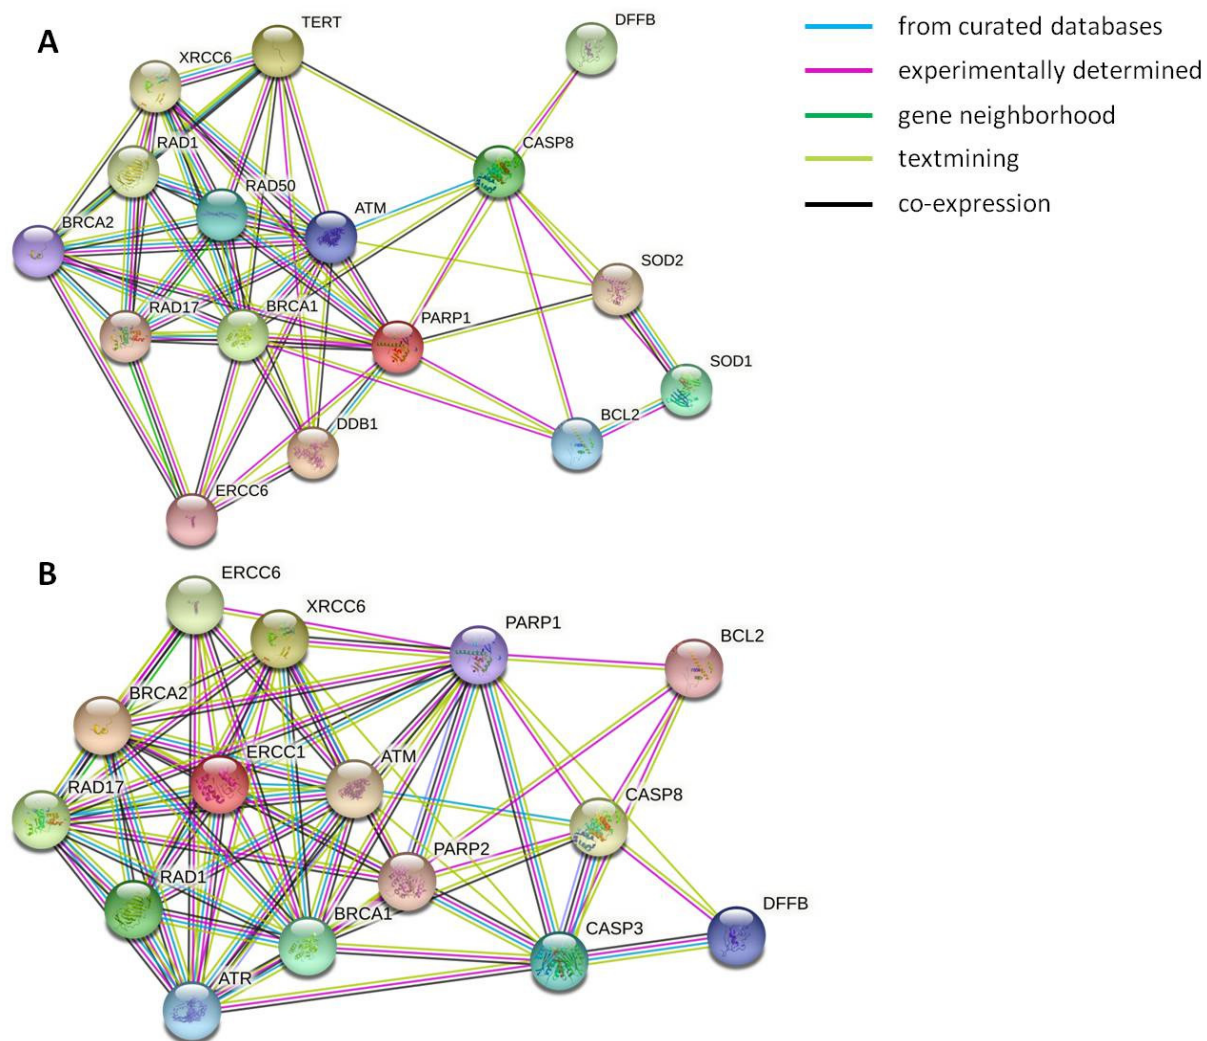 A
TERT
DFFB
XRCC6
RAD1
RAD50
CASP8
BRCA2
ATM
SOD2
RAD17
BRCA1
PARP1
SOD1
BCL2
DDB1
ERCC6
from curated databases
experimentally determined
gene neighborhood
textmining
co-expression
B
ERCC6
XRCC6
PARP1
BCL2
BRCA2
ERCC1
ATM
RAD17
CASP8
PARP2
RAD1
BRCA1
CASP3
DFFB
ATR